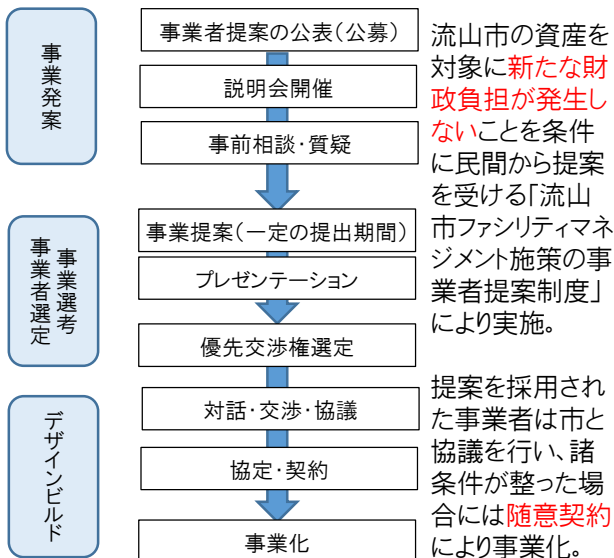 事業発案
事業者提案の公表(公募)
説明会開催
事前相談・質疑
事業選考
事業者選定
事業提案(一定の提出期間)
プレゼンテーション
優先交渉権選定
デザインビルド
対話・交渉・協議
協定・契約
事業化
流山市の資産を
対象に新たな財
政負担が発生し
ないことを条件
に民間から提案
を受ける「流山
市ファシリティマネ
ジメント施策の事
業者提案制度」
により実施。
提案を採用され
た事業者は市と
協議を行い、諸
条件が整った場
合には随意契約
により事業化。